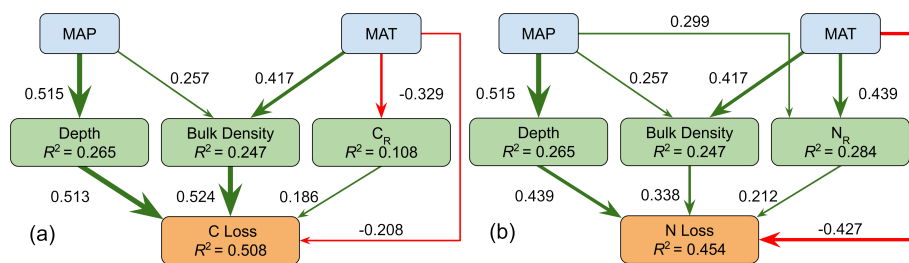 MAP
MAT
0.515
0.257
0.417
-0.329
Depth
R² = 0.265
Bulk Density
R² = 0.247
C_R
R² = 0.108
0.513
0.524
0.186
-0.208
(a)
C Loss
R² = 0.508
MAP
0.299
MAT
0.515
0.257
0.417
0.439
Depth
R² = 0.265
Bulk Density
R² = 0.247
N_R
R² = 0.284
0.439
0.338
0.212
-0.427
(b)
N Loss
R² = 0.454